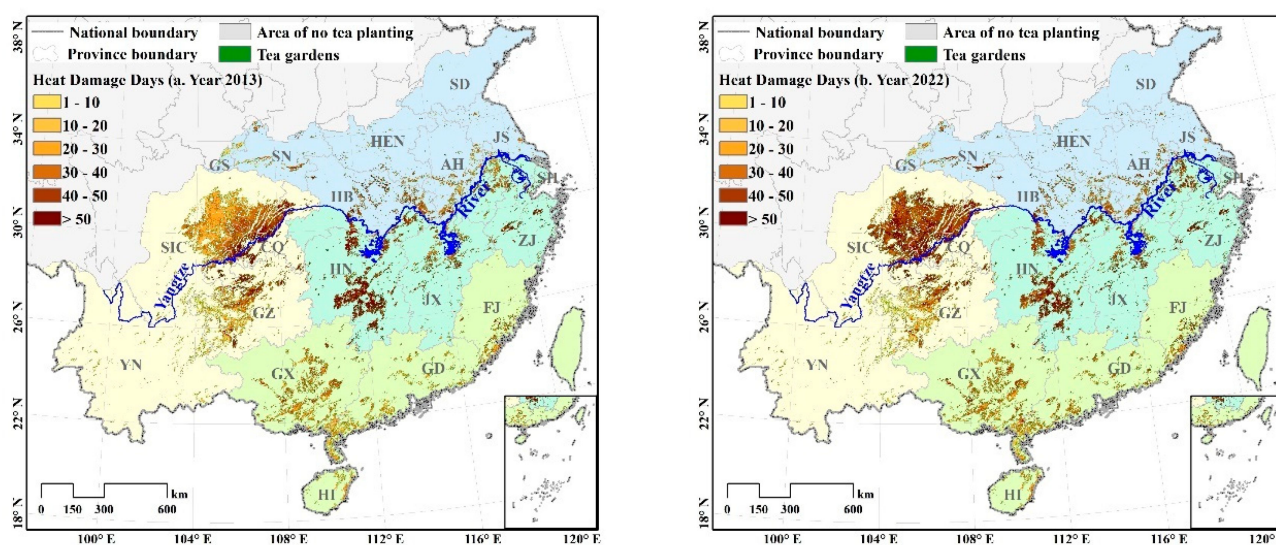 National boundary
Area of no tea planting
Province boundary
Tea gardens
Heat Damage Days (a. Year 2013)
1 - 10
10 - 20
20 - 30
30 - 40
40 - 50
> 50
SD
HEN
JS
SN
GS
AH
SH
HB
River
ZJ
SIC
CQ
HN
JX
Yangtze
GZ
FJ
YN
GX
GD
HI
0 150 300 600
km
38° N
34° N
30° N
26° N
22° N
18° N
100° E 104° E 108° E 112° E 116° E 120° E
National boundary
Area of no tea planting
Province boundary
Tea gardens
Heat Damage Days (b. Year 2022)
1 - 10
10 - 20
20 - 30
30 - 40
40 - 50
> 50
SD
HEN
JS
SN
GS
AH
SH
HB
River
ZJ
SIC
CQ
HN
JX
Yangtze
GZ
FJ
YN
GX
GD
HI
0 150 300 600
km
38° N
34° N
30° N
26° N
22° N
18° N
100° E 104° E 108° E 112° E 116° E 120° E